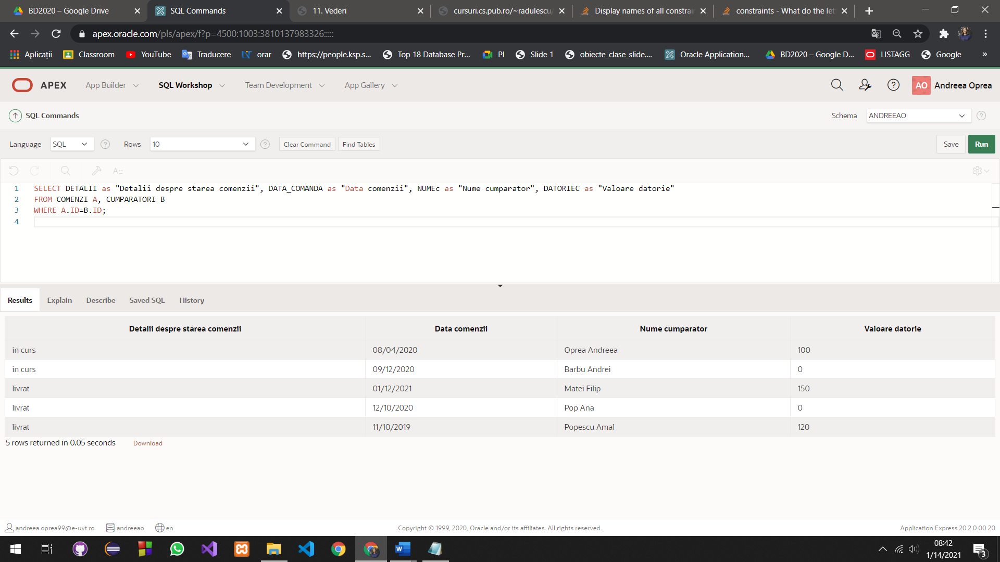 BD2020 – Google Drive
SQL Commands
11. Vederi
cursuri.cs.pub.ro/~radulescu/
Display names of all constrain
constraints - What do the let
apex.oracle.com/pls/apex/f?p=4500:1003:3810137983326:::::
Aplicații
Classroom
YouTube
Traducere
orar
https://people.ksp.s...
Top 18 Database Pr...
PI
Slide 1
obiecte_clase_slide....
Oracle Application...
BD2020 – Google D...
LISTAGG
Google
»
APEX
App Builder
SQL Workshop
Team Development
App Gallery
AO
Andreea Oprea
SQL Commands
Schema
ANDREEAO
Language
SQL
Rows
10
Clear Command
Find Tables
Save
Run
1 SELECT DETALII as "Detalii despre starea comenzii", DATA_COMANDA as "Data comenzii", NUMEc as "Nume cumparator", DATORIEC as "Valoare datorie"
2 FROM COMENZI A, CUMPARATORI B
3 WHERE A.ID=B.ID;
4
Results
Explain
Describe
Saved SQL
History
Detalii despre starea comenzii Data comenzii Nume cumparator Valoare datorie
in curs 08/04/2020 Oprea Andreea 100
in curs 09/12/2020 Barbu Andrei 0
livrat 01/12/2021 Matei Filip 150
livrat 12/10/2020 Pop Ana 0
livrat 11/10/2019 Popescu Amal 120
5 rows returned in 0.05 seconds
Download
andreea.oprea99@e-uvt.ro
andreeao
en
Copyright © 1999, 2020, Oracle and/or its affiliates. All rights reserved.
Application Express 20.2.0.00.20
08:42
1/14/2021
3